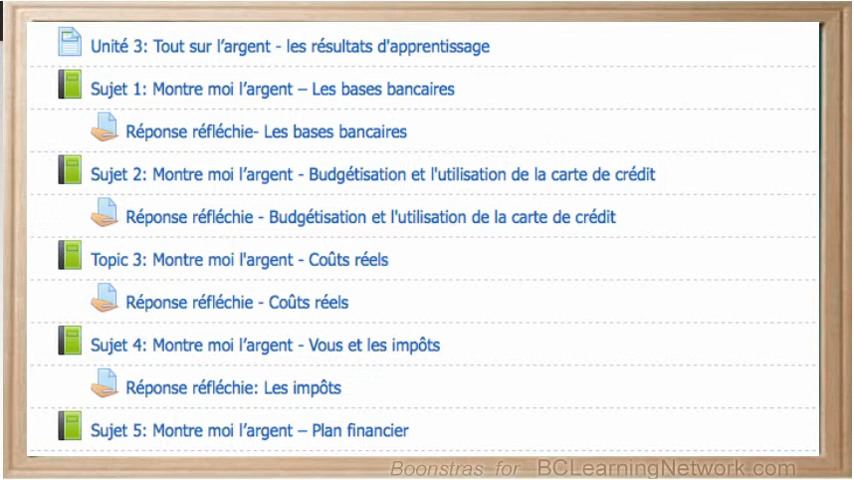 Unité 3: Tout sur l’argent - les résultats d'apprentissage
Sujet 1: Montre moi l’argent – Les bases bancaires
Réponse réfléchie- Les bases bancaires
Sujet 2: Montre moi l’argent - Budgétisation et l'utilisation de la carte de crédit
Réponse réfléchie - Budgétisation et l'utilisation de la carte de crédit
Topic 3: Montre moi l'argent - Coûts réels
Réponse réfléchie - Coûts réels
Sujet 4: Montre moi l’argent - Vous et les impôts
Réponse réfléchie: Les impôts
Sujet 5: Montre moi l’argent – Plan financier
Boonstras for BCLearningNetwork.com